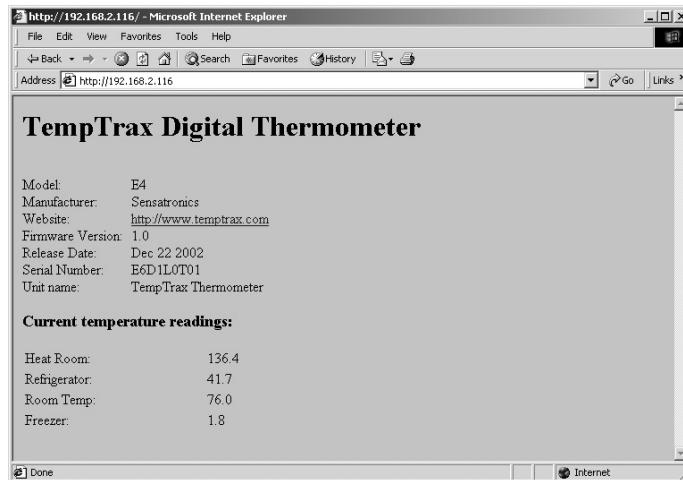 http://192.168.2.116/ - Microsoft Internet Explorer
File Edit View Favorites Tools Help
Back Search Favorites History
Address http://192.168.2.116 Go Links
TempTrax Digital Thermometer
Model: E4
Manufacturer: Sensatronics
Website: http://www.temptrax.com
Firmware Version: 1.0
Release Date: Dec 22 2002
Serial Number: E6D1L0T01
Unit name: TempTrax Thermometer
Current temperature readings:
Heat Room: 136.4
Refrigerator: 41.7
Room Temp: 76.0
Freezer: 1.8
Done Internet